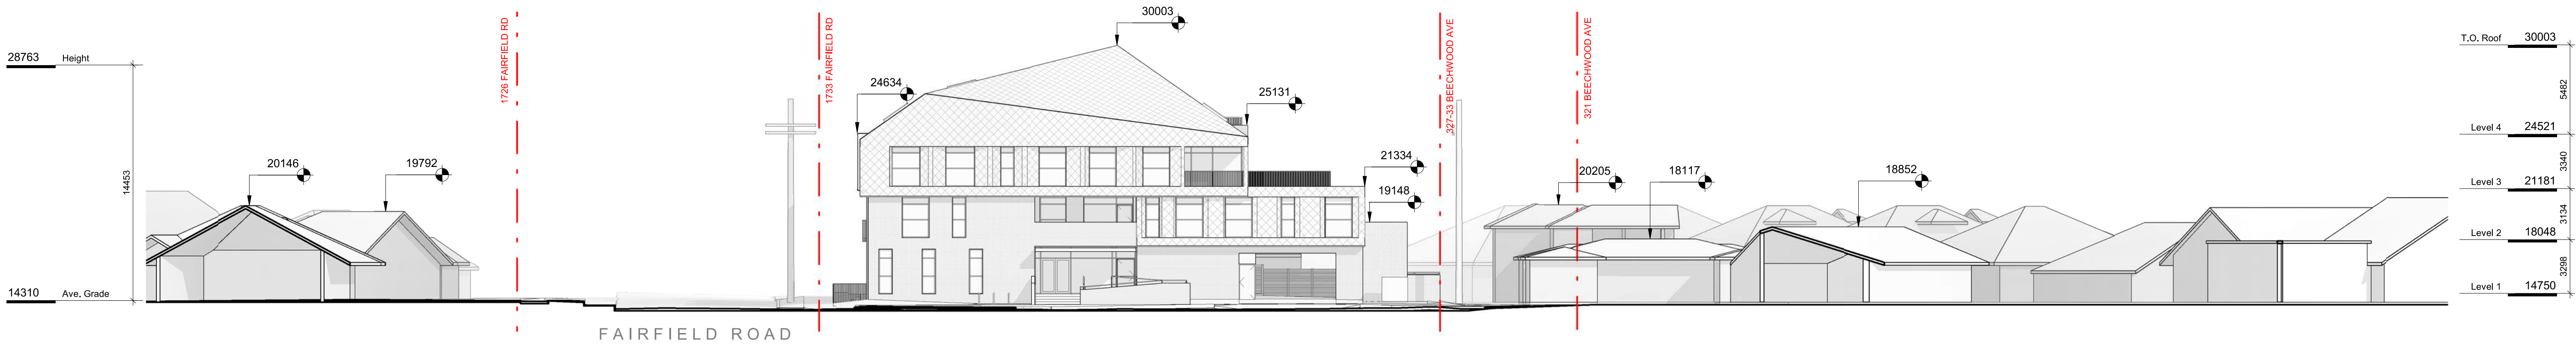 30003
28763 Height
1726 FAIRFIELD RD
1733 FAIRFIELD RD
327-33 BEECHWOOD AVE
321 BEECHWOOD AVE
T.O. Roof 30003
24634
25131
5482
Level 4 24521
14453
20146
19792
21334
19148
20205
18117
18852
3340
Level 3 21181
3134
Level 2 18048
3298
14310 Ave. Grade
Level 1 14750
FAIRFIELD ROAD